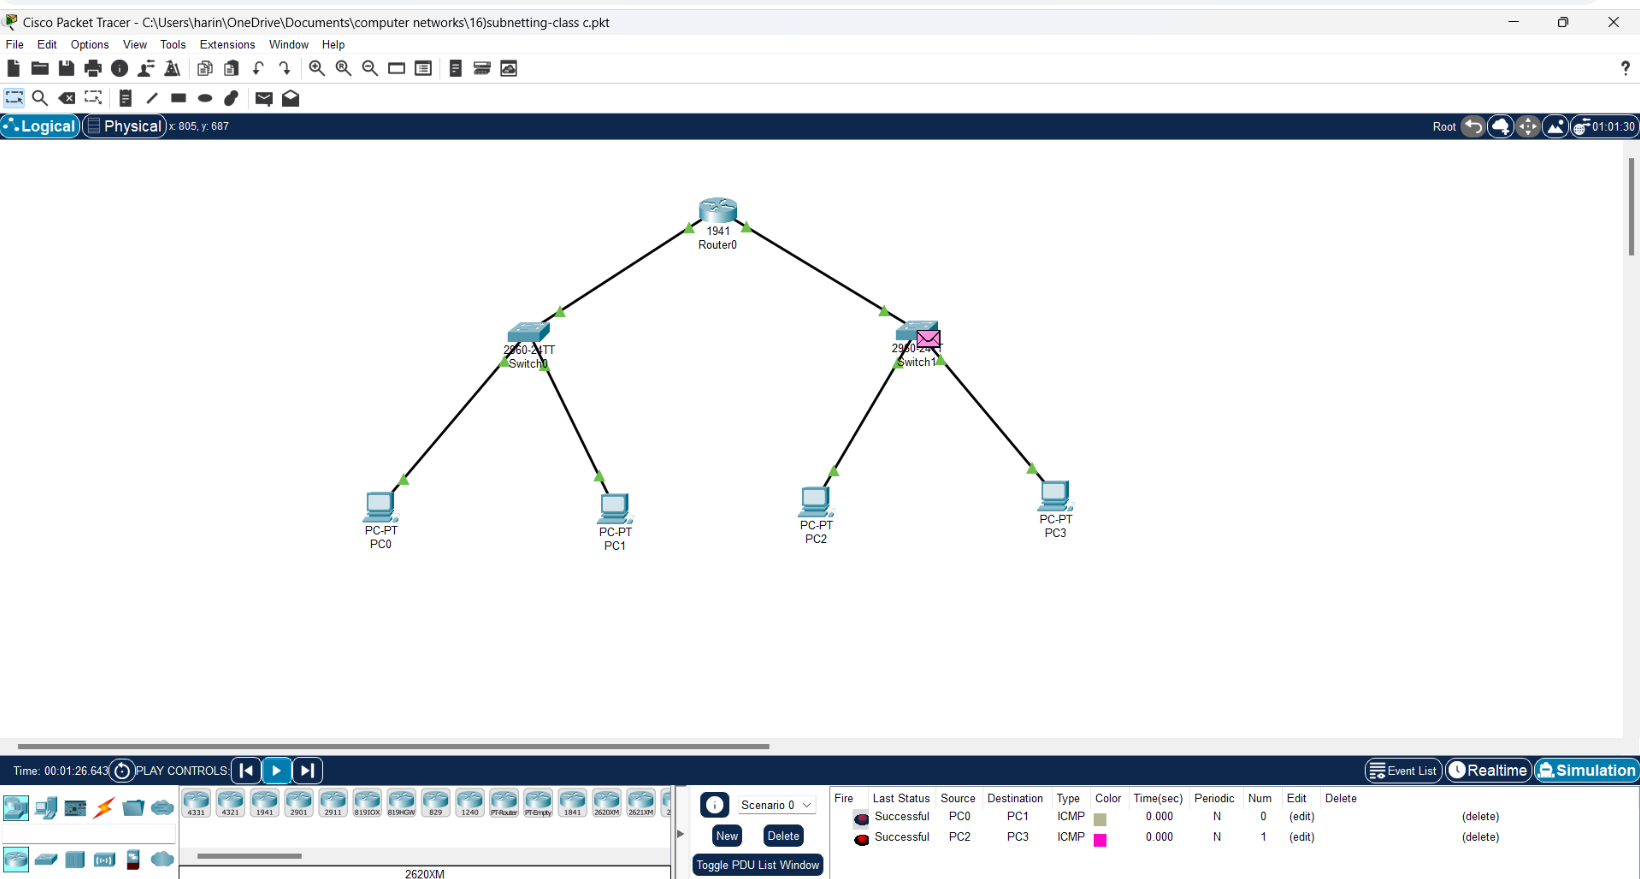 Cisco Packet Tracer - C:\Users\harin\OneDrive\Documents\computer networks\16)subnetting-class c.pkt
File Edit Options View Tools Extensions Window Help
?
Logical Physical x: 805, y: 687 Root 01:01:30
1941
Router0
2960-24TT
Switch0
2960-24TT
Switch1
PC-PT
PC0
PC-PT
PC1
PC-PT
PC2
PC-PT
PC3
Time: 00:01:26.643 PLAY CONTROLS: Event List Realtime Simulation
4331 4321 1941 2901 2911 819IOX 819HGW 829 1240 PT-Router PT-Empty 1841 2620XM 2621XM
2620XM
Scenario 0
New Delete
Toggle PDU List Window
Fire Last Status Source Destination Type Color Time(sec) Periodic Num Edit Delete
Successful PC0 PC1 ICMP 0.000 N 0 (edit) (delete)
Successful PC2 PC3 ICMP 0.000 N 1 (edit) (delete)